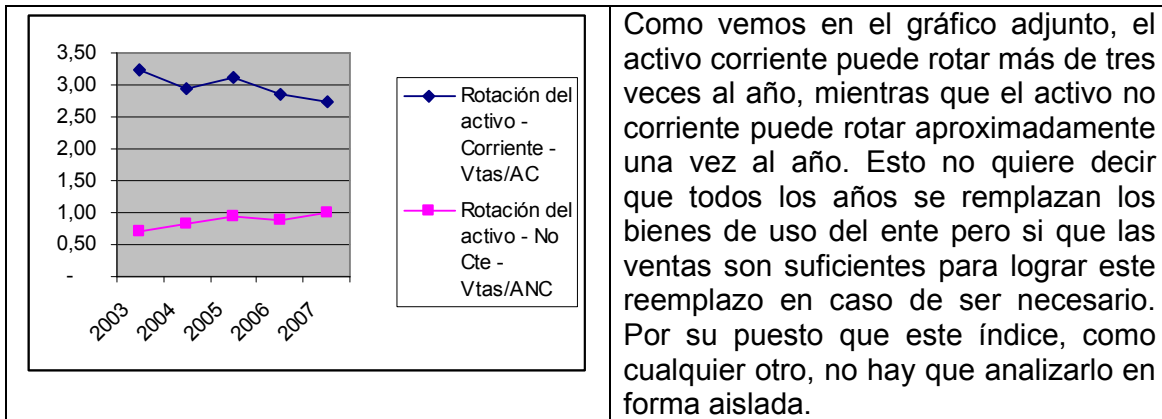 3,50
3,00
2,50
2,00
1,50
1,00
0,50
-
2003
2004
2005
2006
2007
Rotación del
activo -
Corriente -
Vtas/AC
Rotación del
activo - No
Cte -
Vtas/ANC
Como vemos en el gráfico adjunto, el
activo corriente puede rotar más de tres
veces al año, mientras que el activo no
corriente puede rotar aproximadamente
una vez al año. Esto no quiere decir
que todos los años se remplazan los
bienes de uso del ente pero si que las
ventas son suficientes para lograr este
reemplazo en caso de ser necesario.
Por su puesto que este índice, como
cualquier otro, no hay que analizarlo en
forma aislada.